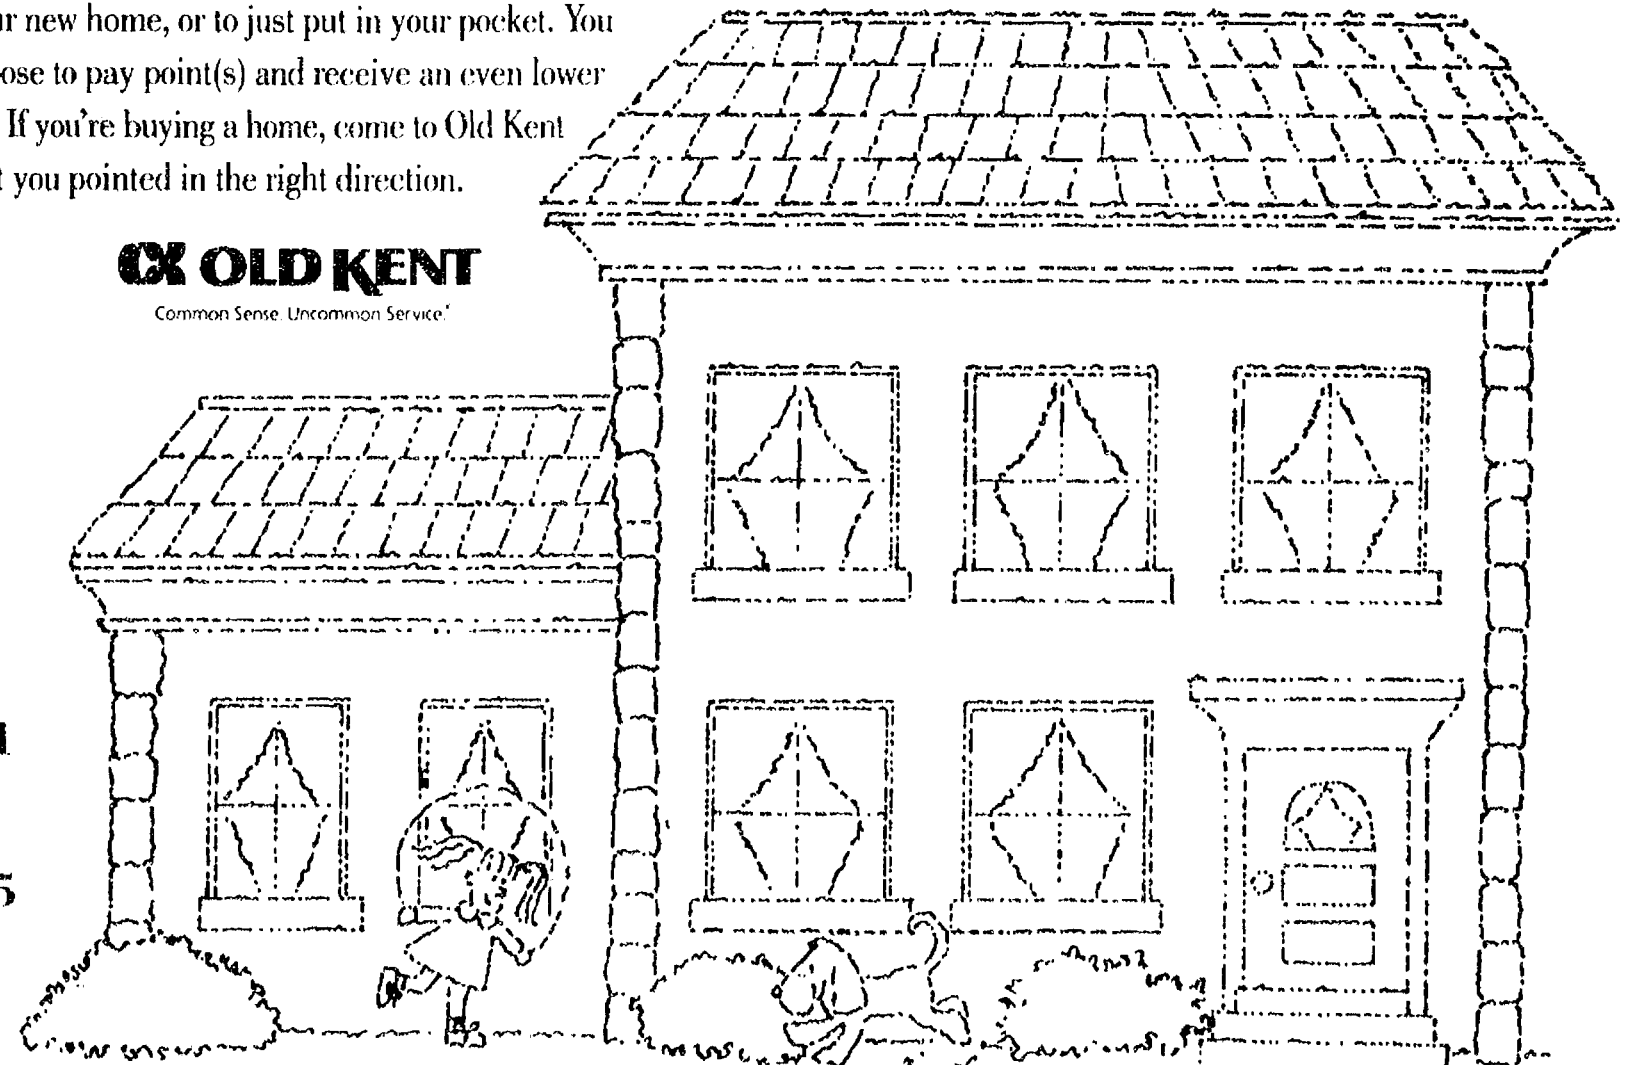 r new home, or to just put in your pocket. You
ose to pay point(s) and receive an even lower
If you're buying a home, come to Old Kent
t you pointed in the right direction.
OLD KENT
Common Sense. Uncommon Service.
5